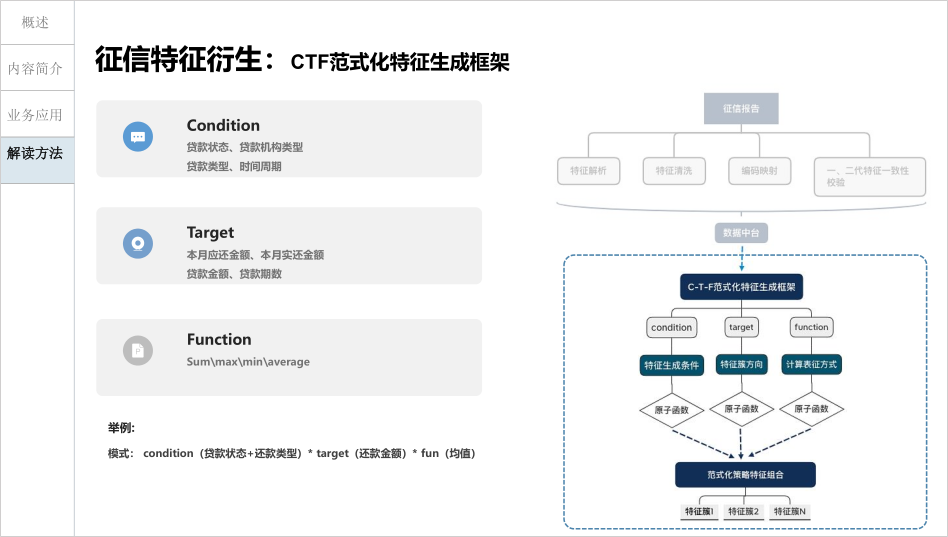 概述
内容简介
业务应用
解读方法
征信特征衍生：CTF范式化特征生成框架
Condition
贷款状态、贷款机构类型
贷款类型、时间周期
Target
本月应还金额、本月实还金额
贷款金额、贷款期数
Function
Sum\max\min\average
举例:
模式： condition（贷款状态+还款类型）* target（还款金额）* fun（均值）
征信报告
特征解析
特征清洗
编码映射
一、二代特征一致性
校验
数据中台
C-T-F范式化特征生成框架
condition
target
function
特征生成条件
特征簇方向
计算表征方式
原子函数
原子函数
原子函数
范式化策略特征组合
特征簇1
特征簇2
特征簇N